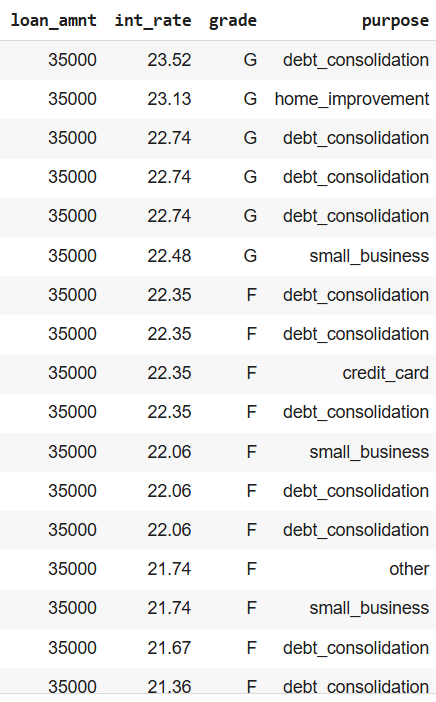 loan_amnt int_rate grade purpose
35000 23.52 G debt_consolidation
35000 23.13 G home_improvement
35000 22.74 G debt_consolidation
35000 22.74 G debt_consolidation
35000 22.74 G debt_consolidation
35000 22.48 G small_business
35000 22.35 F debt_consolidation
35000 22.35 F debt_consolidation
35000 22.35 F credit_card
35000 22.35 F debt_consolidation
35000 22.06 F small_business
35000 22.06 F debt_consolidation
35000 22.06 F debt_consolidation
35000 21.74 F other
35000 21.74 F small_business
35000 21.67 F debt_consolidation
35000 21.36 F debt_consolidation